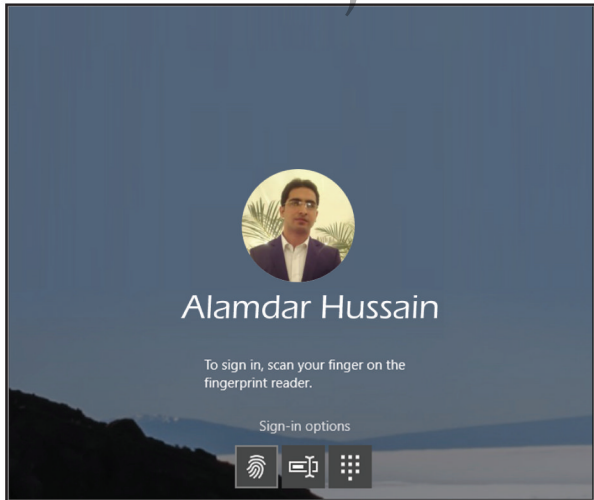 Alamdar Hussain
To sign in, scan your finger on the
fingerprint reader.
Sign-in options